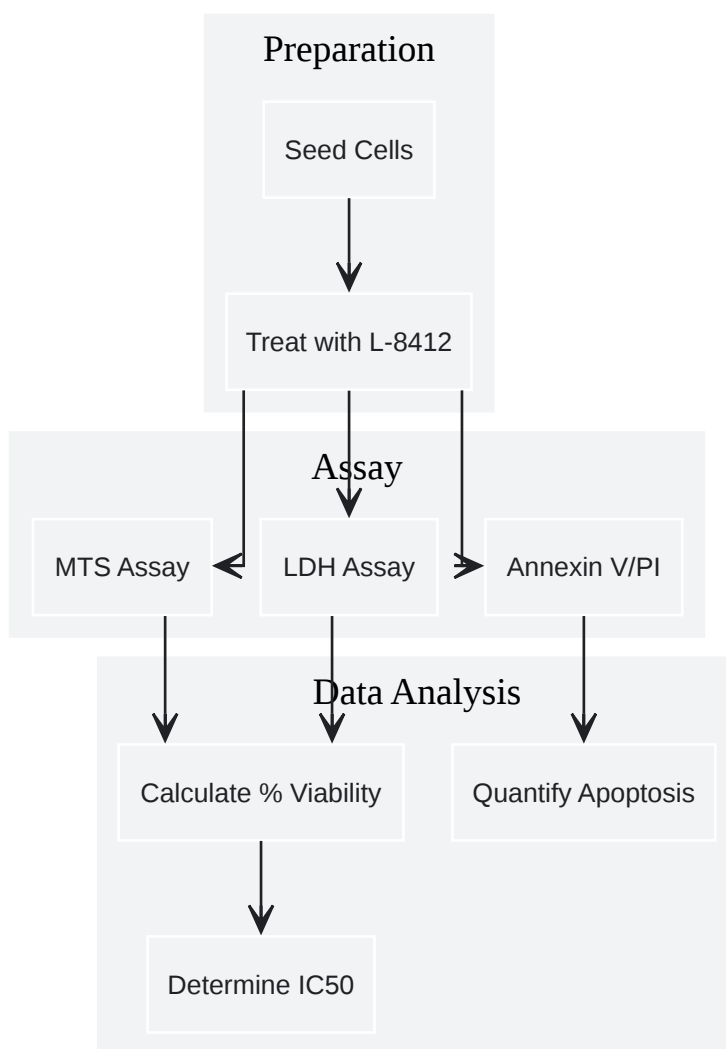 Preparation
Seed Cells
Treat with L-8412
Assay
MTS Assay
LDH Assay
Annexin V/PI
Data Analysis
Calculate % Viability
Quantify Apoptosis
Determine IC50